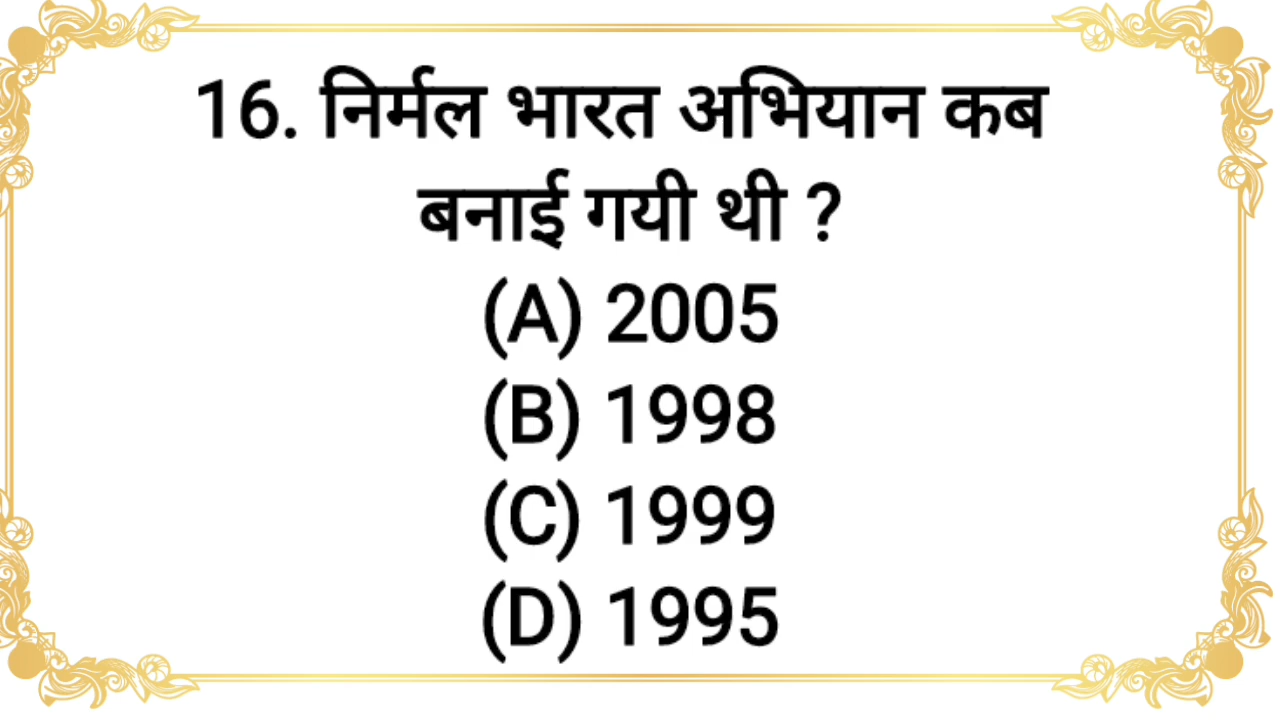 16. निर्मल भारत अभियान कब
बनाई गयी थी ?
(A) 2005
(B) 1998
(C) 1999
(D) 1995